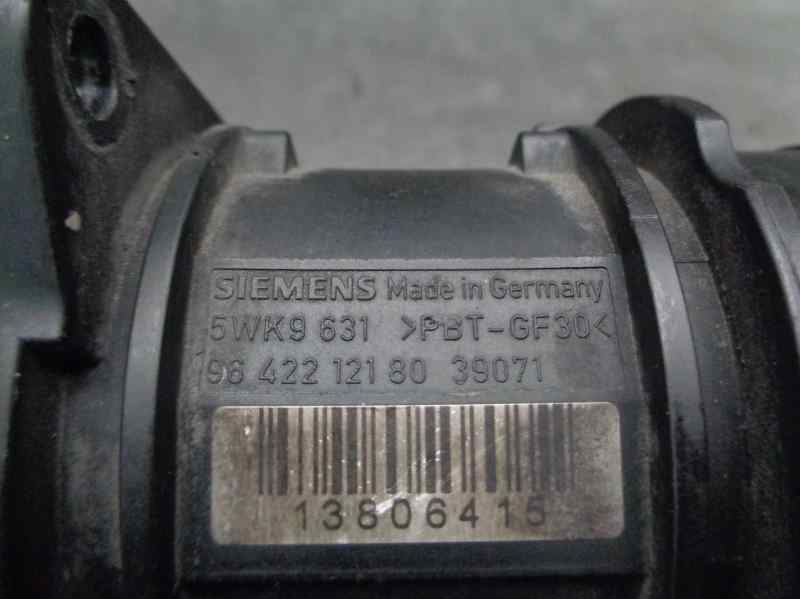 SIEMENS Made in Germany
5WK9 631 >PBT-GF30<
96 422 121 80 39071
13806415